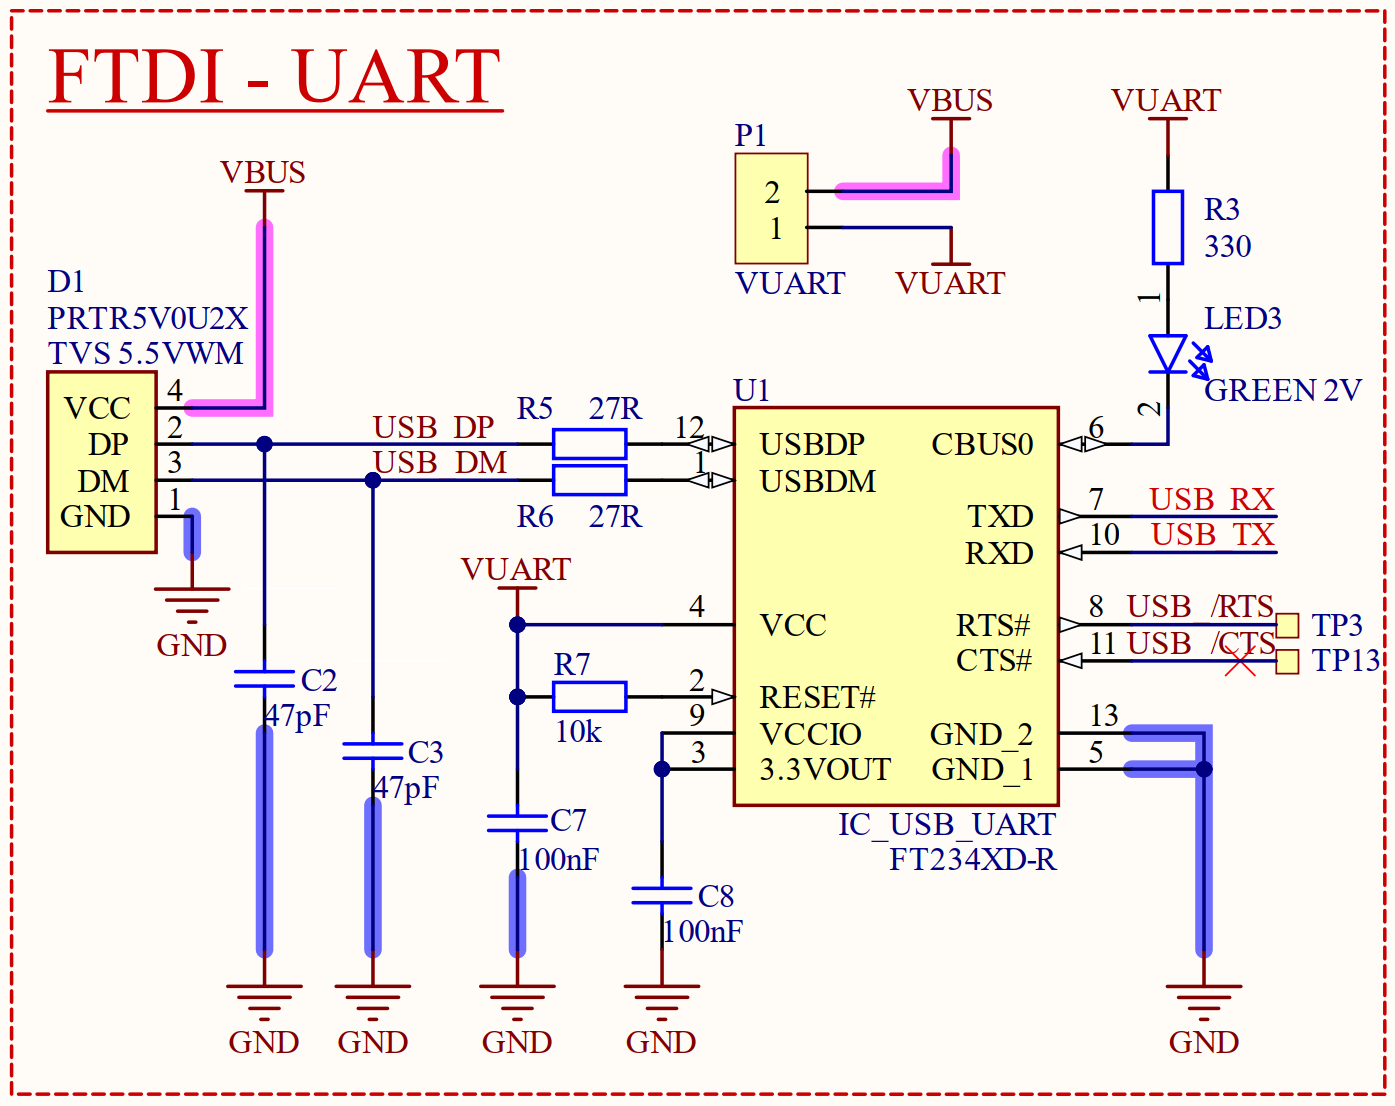 FTDI - UART
VBUS
VUART
P1
VBUS
2
1
R3
330
D1
VUART
VUART
PRTR5V0U2X
1
LED3
TVS 5.5VWM
U1
GREEN 2V
VCC
4
R5
27R
2
DP
2
USB_DP
12
USBDP
CBUS0
6
DM
3
USB_DM
1
USBDM
GND
1
R6
27R
TXD
7
USB_RX
RXD
10
USB_TX
GND
VUART
4
VCC
RTS#
8
USB_/RTS
TP3
CTS#
11
USB_/CTS
TP13
C2
47pF
R7
10k
2
RESET#
9
VCCIO
GND_2
13
3
3.3VOUT
GND_1
5
C3
47pF
C7
100nF
IC_USB_UART
FT234XD-R
C8
100nF
GND
GND
GND
GND
GND